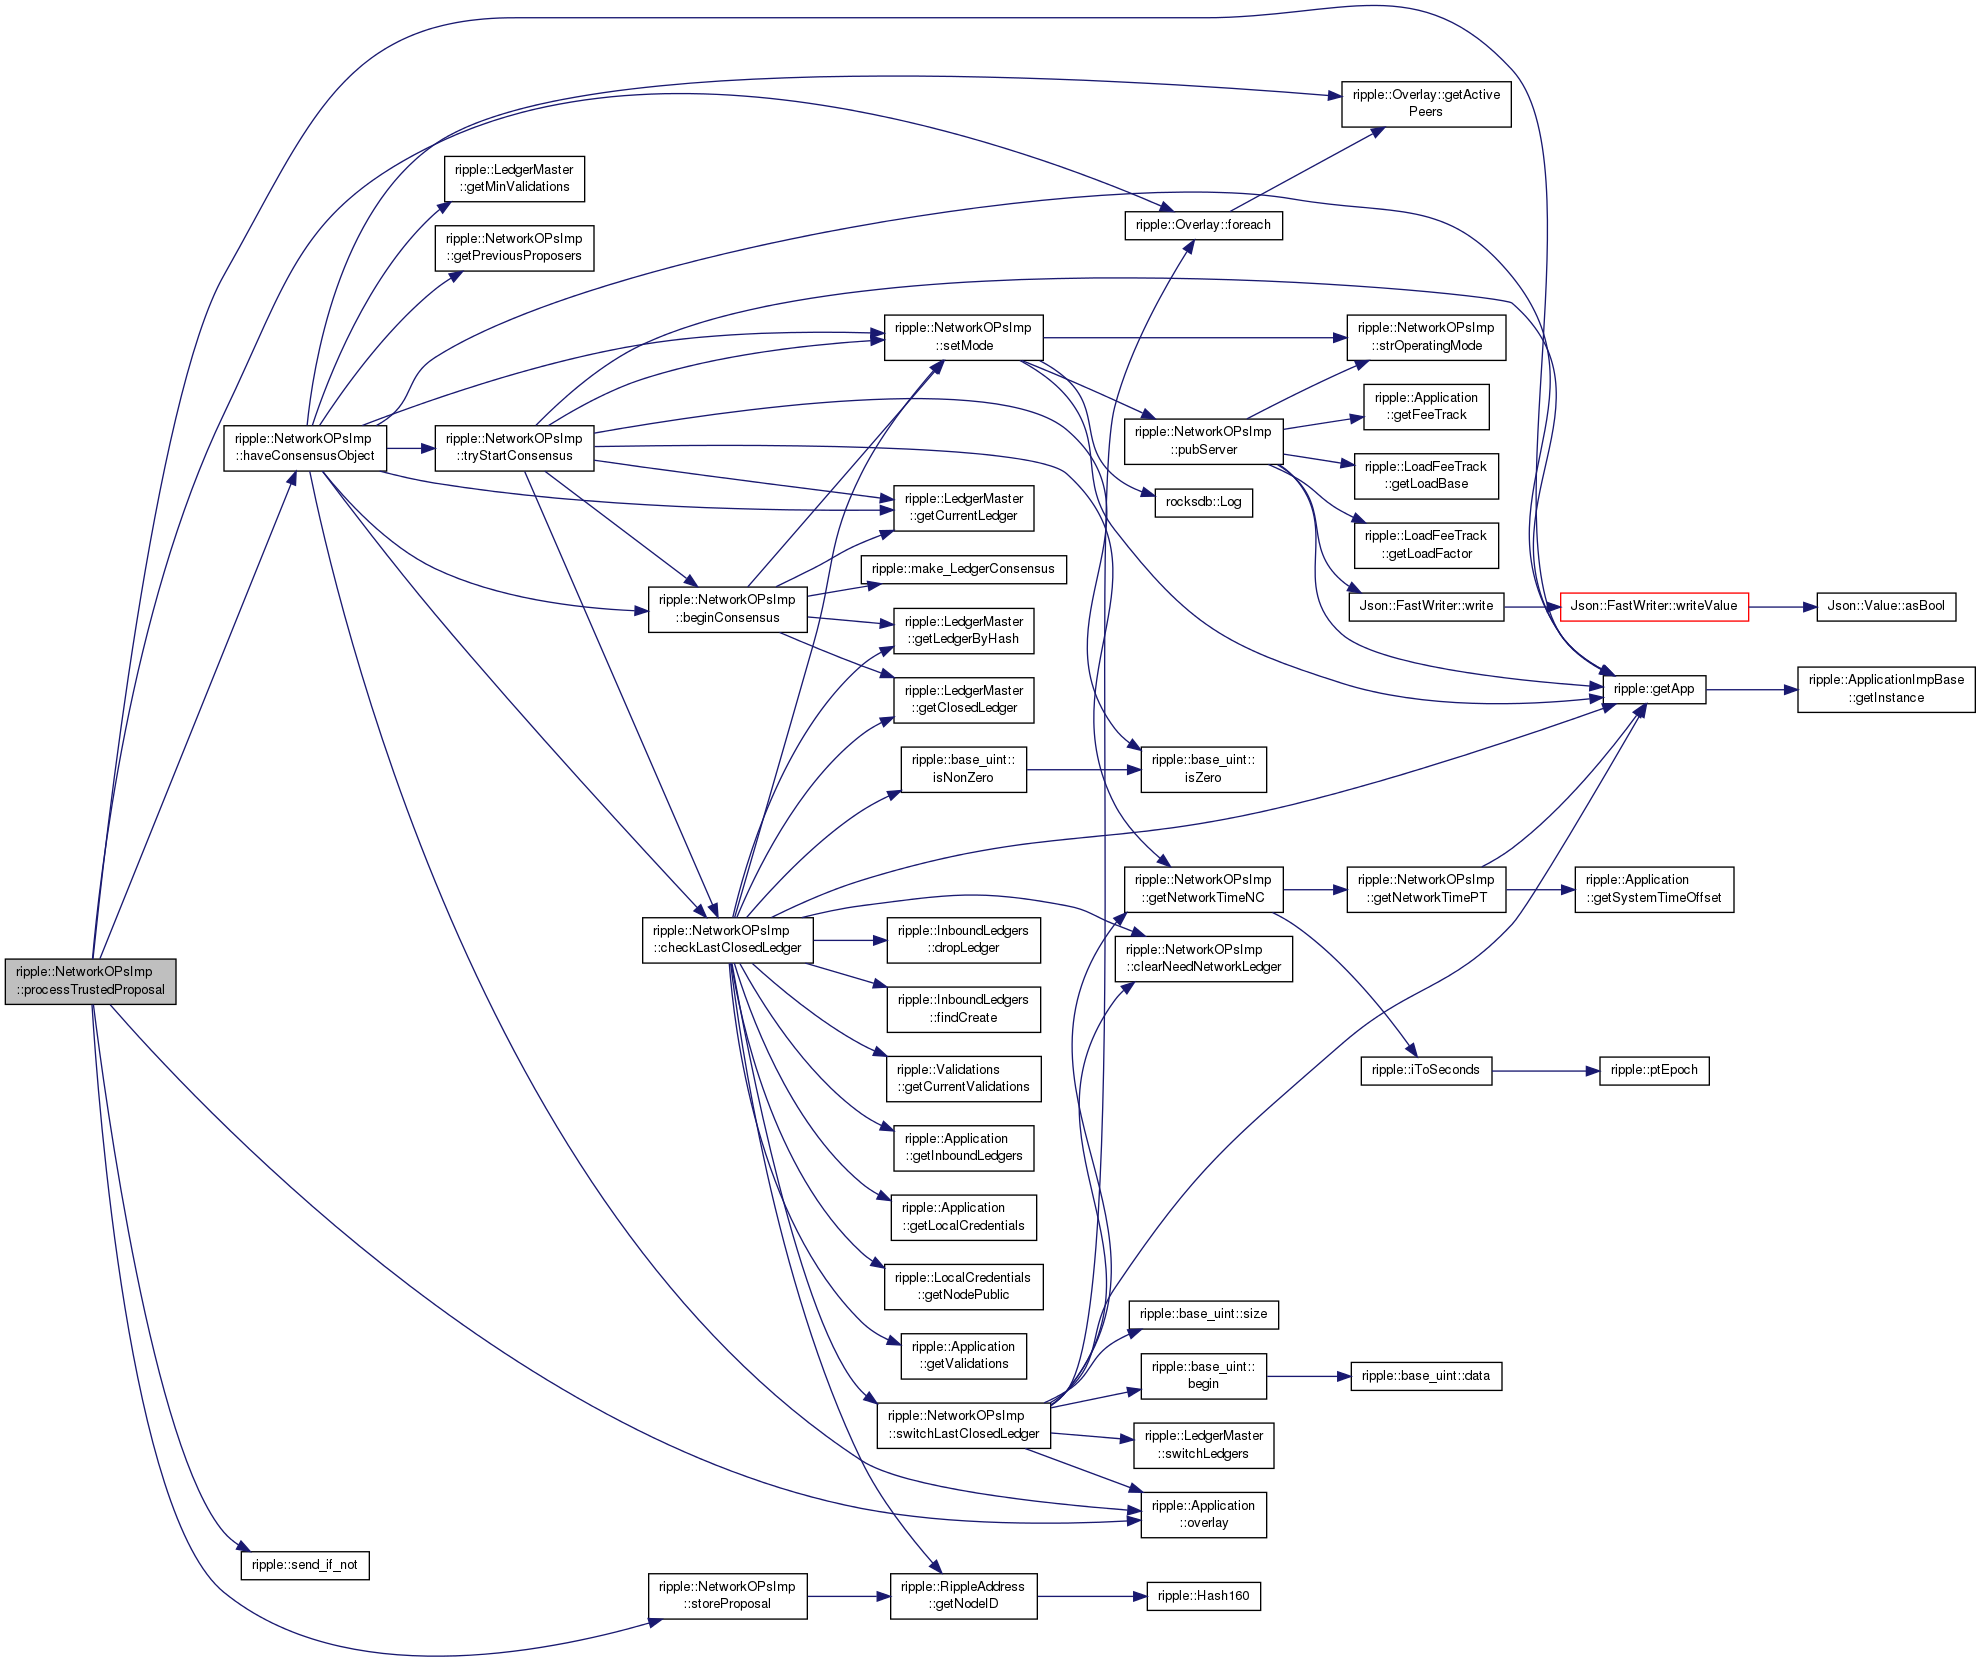 ripple::NetworkOPsImp
::processTrustedProposal
ripple::NetworkOPsImp
::haveConsensusObject
ripple::send_if_not
ripple::LedgerMaster
::getMinValidations
ripple::NetworkOPsImp
::getPreviousProposers
ripple::NetworkOPsImp
::tryStartConsensus
ripple::NetworkOPsImp
::beginConsensus
ripple::NetworkOPsImp
::checkLastClosedLedger
ripple::NetworkOPsImp
::storeProposal
ripple::NetworkOPsImp
::setMode
ripple::LedgerMaster
::getCurrentLedger
ripple::make_LedgerConsensus
ripple::LedgerMaster
::getLedgerByHash
ripple::LedgerMaster
::getClosedLedger
ripple::base_uint::
isNonZero
ripple::InboundLedgers
::dropLedger
ripple::InboundLedgers
::findCreate
ripple::Validations
::getCurrentValidations
ripple::Application
::getInboundLedgers
ripple::Application
::getLocalCredentials
ripple::LocalCredentials
::getNodePublic
ripple::Application
::getValidations
ripple::NetworkOPsImp
::switchLastClosedLedger
ripple::RippleAddress
::getNodeID
ripple::Overlay::foreach
ripple::NetworkOPsImp
::pubServer
rocksdb::Log
ripple::base_uint::
isZero
ripple::NetworkOPsImp
::getNetworkTimeNC
ripple::NetworkOPsImp
::clearNeedNetworkLedger
ripple::base_uint::size
ripple::base_uint::
begin
ripple::LedgerMaster
::switchLedgers
ripple::Application
::overlay
ripple::Hash160
ripple::Overlay::getActive
Peers
ripple::NetworkOPsImp
::strOperatingMode
ripple::Application
::getFeeTrack
ripple::LoadFeeTrack
::getLoadBase
ripple::LoadFeeTrack
::getLoadFactor
Json::FastWriter::write
ripple::NetworkOPsImp
::getNetworkTimePT
ripple::iToSeconds
ripple::base_uint::data
Json::FastWriter::writeValue
ripple::getApp
ripple::Application
::getSystemTimeOffset
ripple::ptEpoch
Json::Value::asBool
ripple::ApplicationImpBase
::getInstance